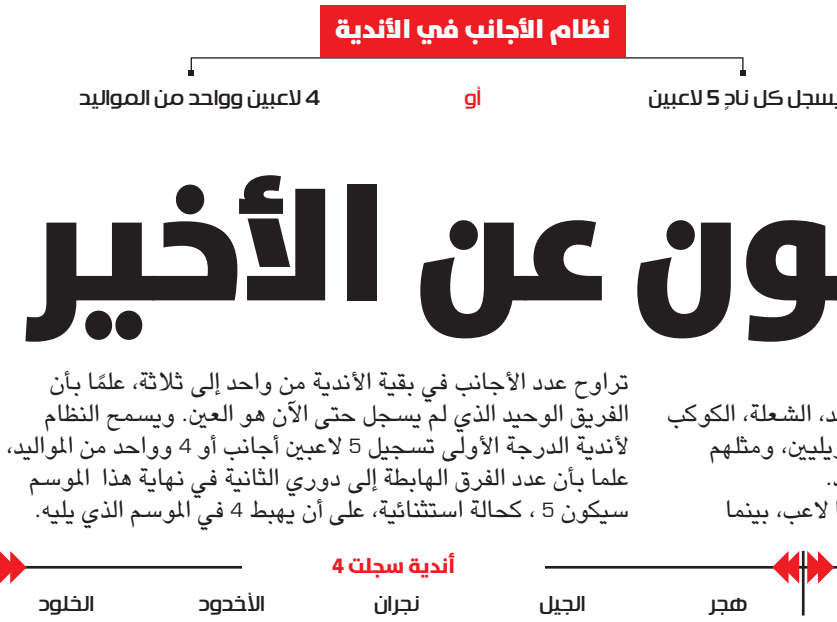 نظام الأجانب في الأندية
يسجل كل نادٍ 5 لاعبين
أو
4 لاعبين وواحد من المواليد
ون عن الأخير
الشعلة، الكوكب
ومثلهم
لاعب، بينما
تراوح عدد الأجانب في بقية الأندية من واحد إلى ثلاثة، علمًا بأن
الفريق الوحيد الذي لم يسجل حتى الآن هو العين. ويسمح النظام
لأندية الدرجة الأولى تسجيل 5 لاعبين أجانب أو 4 وواحد من المواليد،
علما بأن عدد الفرق الهابطة إلى دوري الثانية في نهاية هذا الموسم
سيكون 5 ، كحالة استثنائية، على أن يهبط 4 في الموسم الذي يليه.
أندية سجلت 4
هجر الجيل نجران الأخدود الخلود